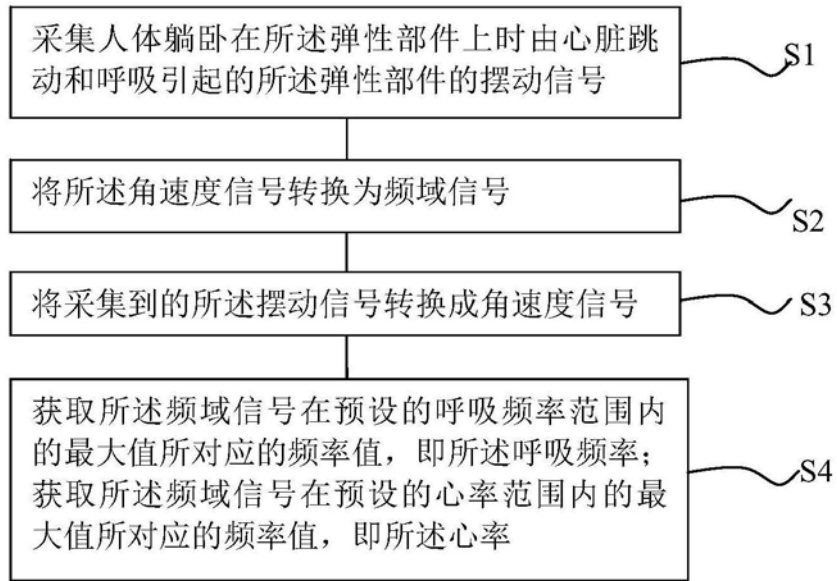 采集人体躺卧在所述弹性部件上时由心脏跳
动和呼吸引起的所述弹性部件的摆动信号
S1
将所述角速度信号转换为频域信号
S2
将采集到的所述摆动信号转换成角速度信号
S3
获取所述频域信号在预设的呼吸频率范围内
的最大值所对应的频率值，即所述呼吸频率；
获取所述频域信号在预设的心率范围内的最
大值所对应的频率值，即所述心率
S4